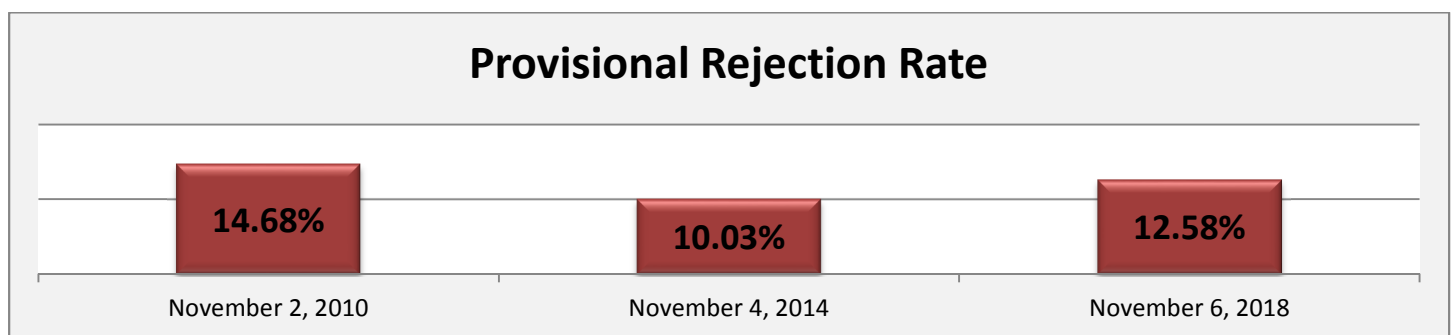 Provisional Rejection Rate
14.68%
10.03%
12.58%
November 2, 2010
November 4, 2014
November 6, 2018